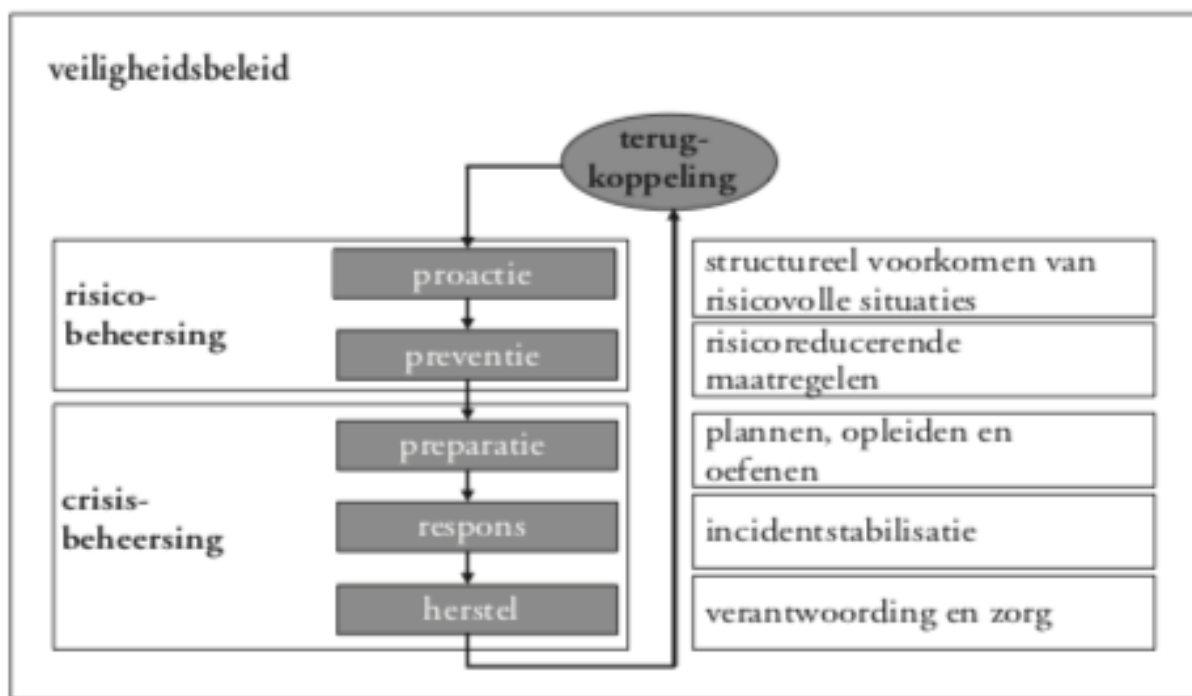 veiligheidsbeleid
terug-
koppeling
risico-
beheersing
proactie
structureel voorkomen van
risicovolle situaties
preventie
risicoreducerende
maatregelen
crisis-
beheersing
preparatie
plannen, opleiden en
oefenen
respons
incidentstabilisatie
herstel
verantwoording en zorg